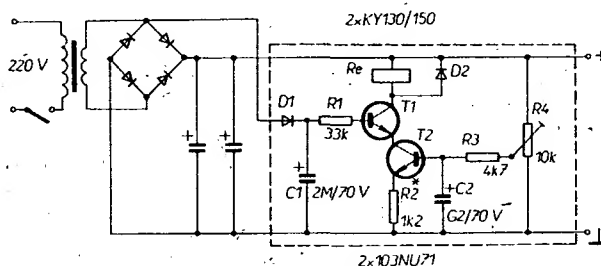 2xKY130/150
220 V
Re
D2
D1
R1
33k
T1
T2
R3
4k7
R4
10k
+
+
+
C1
2M/70 V
R2
*
1k2
+
C2
G2/70 V
+
2x103NU71